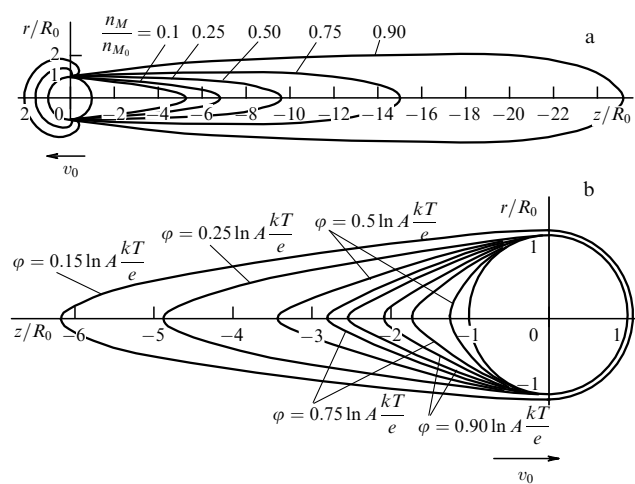 r/R₀
n_M/n_M₀ = 0.1 0.25 0.50 0.75 0.90
a
2
1
2 0 −2 −4 −6 −8 −10 −12 −14 −16 −18 −20 −22 z/R₀
v₀
b
r/R₀
φ = 0.15 ln A kT/e
φ = 0.25 ln A kT/e
φ = 0.5 ln A kT/e
1
z/R₀ −6 −5 −4 −3 −2 −1 0 1
−1
φ = 0.75 ln A kT/e
φ = 0.90 ln A kT/e
v₀